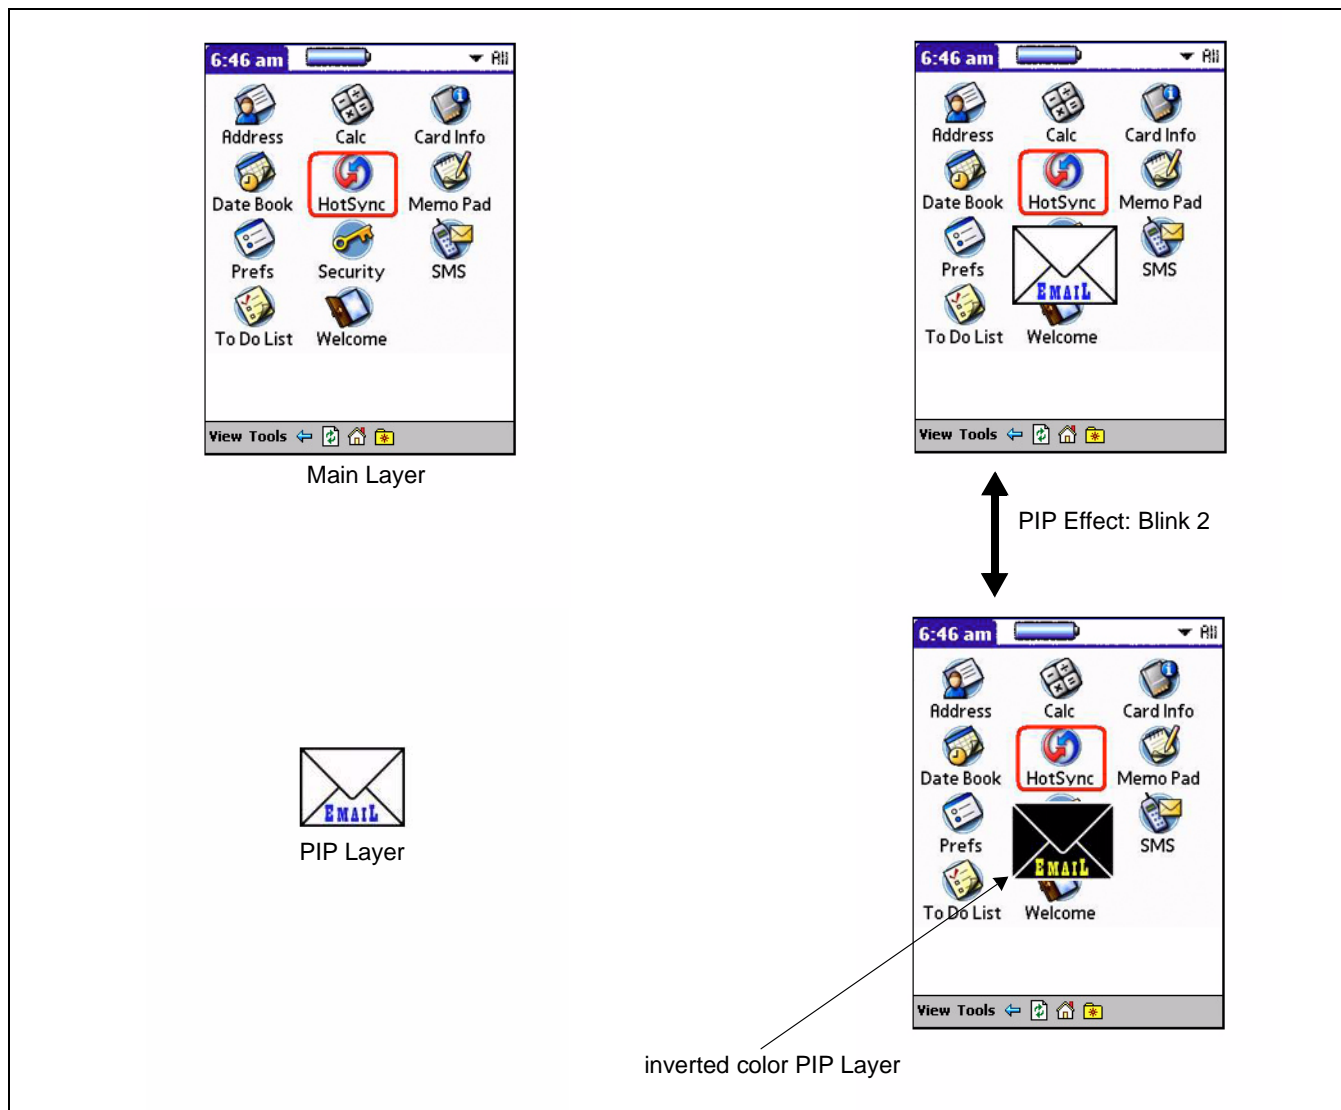 6:46 am All
Address Calc Card Info
Date Book HotSync Memo Pad
Prefs Security SMS
To Do List Welcome
View Tools
Main Layer
EMAIL
PIP Layer
6:46 am All
Address Calc Card Info
Date Book HotSync Memo Pad
Prefs SMS
EMAIL
To Do List Welcome
View Tools
PIP Effect: Blink 2
6:46 am All
Address Calc Card Info
Date Book HotSync Memo Pad
Prefs SMS
EMAIL
To Do List Welcome
View Tools
inverted color PIP Layer